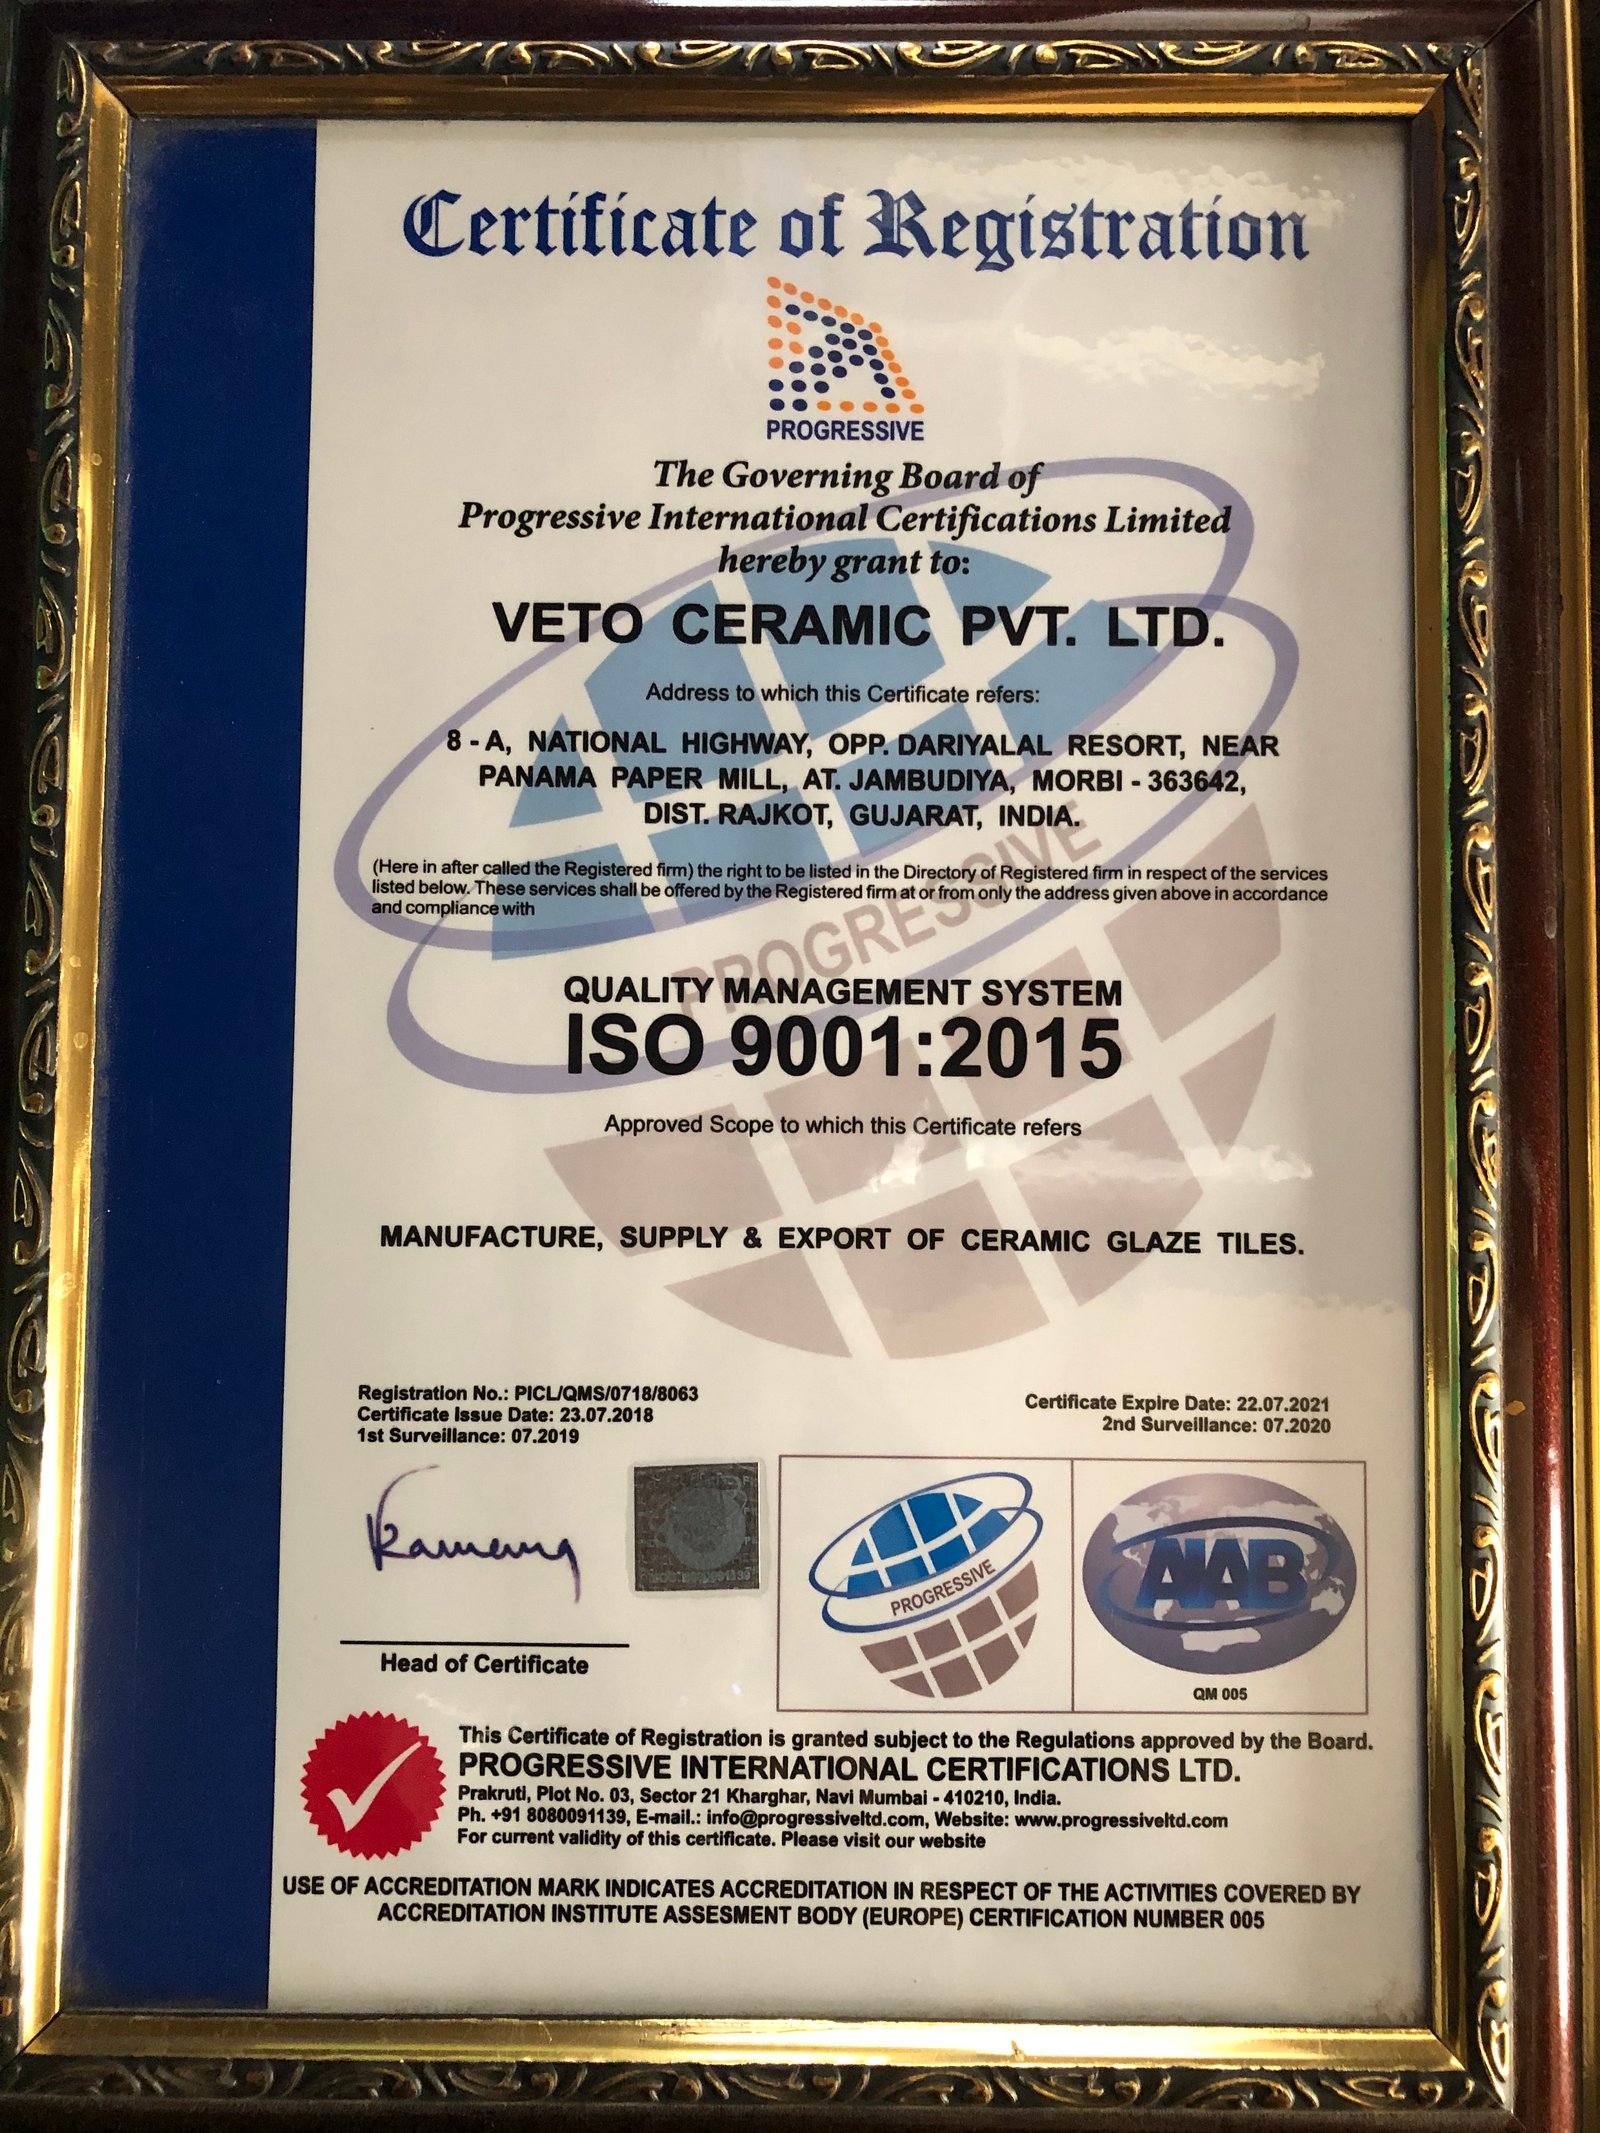 Certificate of Registration
PROGRESSIVE
The Governing Board of
Progressive International Certifications Limited
hereby grant to:
VETO CERAMIC PVT. LTD.
Address to which this Certificate refers:
8 - A, NATIONAL HIGHWAY, OPP. DARIYALAL RESORT, NEAR
PANAMA PAPER MILL, AT. JAMBUDIYA, MORBI - 363642,
DIST. RAJKOT, GUJARAT, INDIA.
(Here in after called the Registered firm) the right to be listed in the Directory of Registered firm in respect of the services
listed below. These services shall be offered by the Registered firm at or from only the address given above in accordance
and compliance with
PROGRESSIVE
QUALITY MANAGEMENT SYSTEM
ISO 9001:2015
Approved Scope to which this Certificate refers
MANUFACTURE, SUPPLY & EXPORT OF CERAMIC GLAZE TILES.
Registration No.: PICL/QMS/0718/8063
Certificate Issue Date: 23.07.2018
1st Surveillance: 07.2019
Certificate Expire Date: 22.07.2021
2nd Surveillance: 07.2020
Head of Certificate
PROGRESSIVE
AIAB
QM 005
This Certificate of Registration is granted subject to the Regulations approved by the Board.
PROGRESSIVE INTERNATIONAL CERTIFICATIONS LTD.
Prakruti, Plot No. 03, Sector 21 Kharghar, Navi Mumbai - 410210, India.
Ph. +91 8080091139, E-mail.: info@progressiveltd.com, Website: www.progressiveltd.com
For current validity of this certificate. Please visit our website
USE OF ACCREDITATION MARK INDICATES ACCREDITATION IN RESPECT OF THE ACTIVITIES COVERED BY
ACCREDITATION INSTITUTE ASSESMENT BODY (EUROPE) CERTIFICATION NUMBER 005